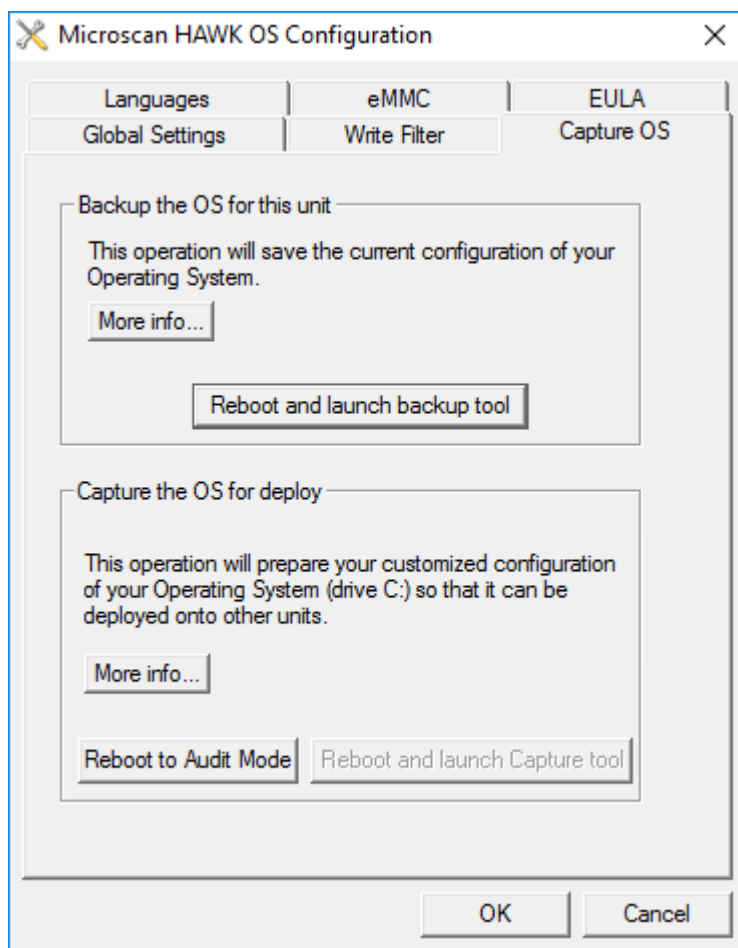 Microscan HAWK OS Configuration
Languages
eMMC
EULA
Global Settings
Write Filter
Capture OS
Backup the OS for this unit
This operation will save the current configuration of your
Operating System.
More info...
Reboot and launch backup tool
Capture the OS for deploy
This operation will prepare your customized configuration
of your Operating System (drive C:) so that it can be
deployed onto other units.
More info...
Reboot to Audit Mode
Reboot and launch Capture tool
OK
Cancel